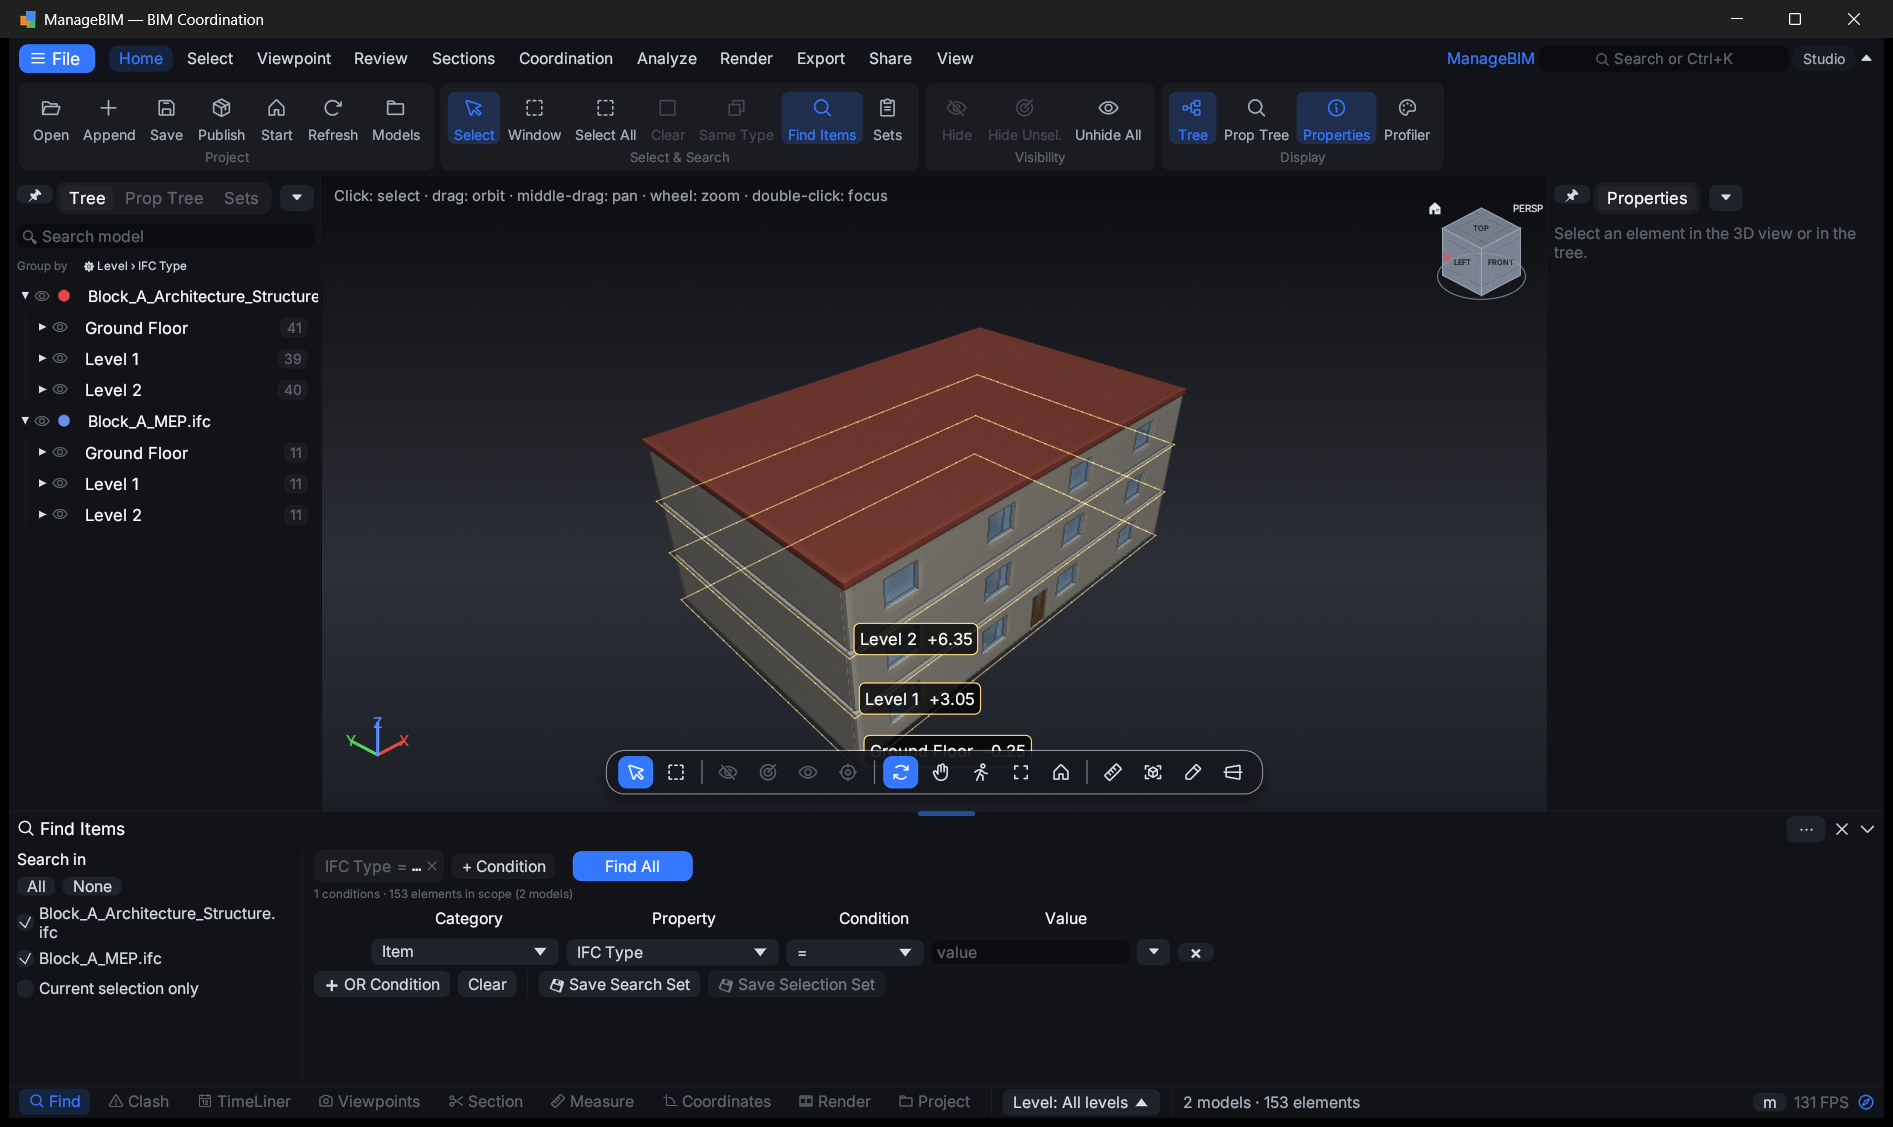 ManageBIM — BIM Coordination
File Home Select Viewpoint Review Sections Coordination Analyze Render Export Share View ManageBIM Search or Ctrl+K Studio
Open Append Save Publish Start Refresh Models Select Window Select All Clear Same Type Find Items Sets Hide Hide Unsel. Unhide All Tree Prop Tree Properties Profiler
Project Select & Search Visibility Display
Tree Prop Tree Sets
Search model
Group by Level › IFC Type
Block_A_Architecture_Structure
Ground Floor 41
Level 1 39
Level 2 40
Block_A_MEP.ifc
Ground Floor 11
Level 1 11
Level 2 11
Click: select · drag: orbit · middle-drag: pan · wheel: zoom · double-click: focus
PERSP
TOP
LEFT FRONT
Level 2 +6.35
Level 1 +3.05
Ground Floor -0.25
Z
Y X
Properties
Select an element in the 3D view or in the
tree.
Find Items
Search in
All None
Block_A_Architecture_Structure.
ifc
Block_A_MEP.ifc
Current selection only
IFC Type = ... + Condition Find All
1 conditions · 153 elements in scope (2 models)
Category Property Condition Value
Item IFC Type = value
+ OR Condition Clear Save Search Set Save Selection Set
Find Clash TimeLiner Viewpoints Section Measure Coordinates Render Project Level: All levels 2 models · 153 elements m 131 FPS